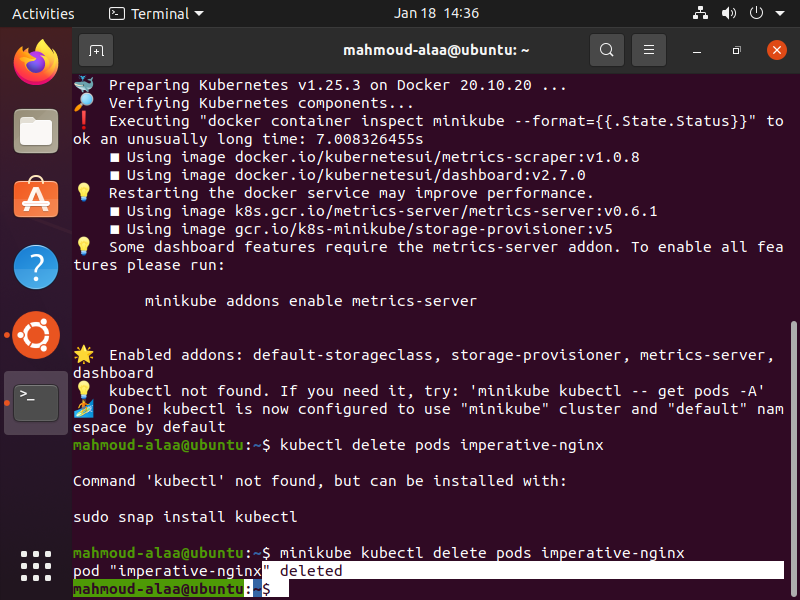 Activities
Terminal
Jan 18 14:36
mahmoud-alaa@ubuntu: ~
Preparing Kubernetes v1.25.3 on Docker 20.10.20 ...
Verifying Kubernetes components...
Executing "docker container inspect minikube --format={{.State.Status}}" to
ok an unusually long time: 7.008326455s
■ Using image docker.io/kubernetesui/metrics-scraper:v1.0.8
■ Using image docker.io/kubernetesui/dashboard:v2.7.0
Restarting the docker service may improve performance.
■ Using image k8s.gcr.io/metrics-server/metrics-server:v0.6.1
■ Using image gcr.io/k8s-minikube/storage-provisioner:v5
Some dashboard features require the metrics-server addon. To enable all fea
tures please run:
minikube addons enable metrics-server
Enabled addons: default-storageclass, storage-provisioner, metrics-server,
dashboard
kubectl not found. If you need it, try: 'minikube kubectl -- get pods -A'
Done! kubectl is now configured to use "minikube" cluster and "default" nam
espace by default
mahmoud-alaa@ubuntu:~$ kubectl delete pods imperative-nginx
Command 'kubectl' not found, but can be installed with:
sudo snap install kubectl
mahmoud-alaa@ubuntu:~$ minikube kubectl delete pods imperative-nginx
pod "imperative-nginx" deleted
mahmoud-alaa@ubuntu:~$